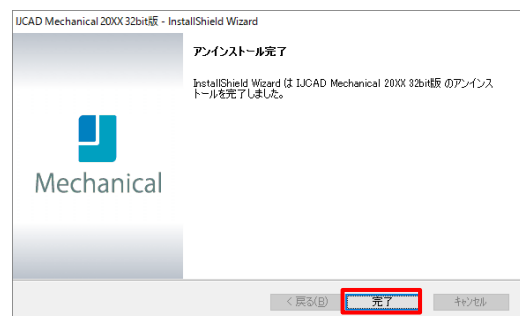 IJCAD Mechanical 20XX 32bit版 - InstallShield Wizard
アンインストール完了
InstallShield Wizard は IJCAD Mechanical 20XX 32bit版 のアンインス
トールを完了しました。
Mechanical
< 戻る(B)
完了
キャンセル